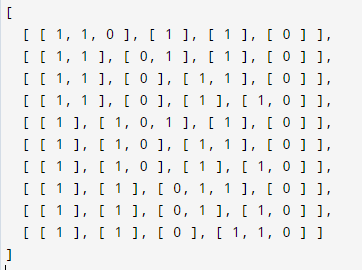 [
[ [ 1, 1, 0 ], [ 1 ], [ 1 ], [ 0 ] ],
[ [ 1, 1 ], [ 0, 1 ], [ 1 ], [ 0 ] ],
[ [ 1, 1 ], [ 0 ], [ 1, 1 ], [ 0 ] ],
[ [ 1, 1 ], [ 0 ], [ 1 ], [ 1, 0 ] ],
[ [ 1 ], [ 1, 0, 1 ], [ 1 ], [ 0 ] ],
[ [ 1 ], [ 1, 0 ], [ 1, 1 ], [ 0 ] ],
[ [ 1 ], [ 1, 0 ], [ 1 ], [ 1, 0 ] ],
[ [ 1 ], [ 1 ], [ 0, 1, 1 ], [ 0 ] ],
[ [ 1 ], [ 1 ], [ 0, 1 ], [ 1, 0 ] ],
[ [ 1 ], [ 1 ], [ 0 ], [ 1, 1, 0 ] ]
]